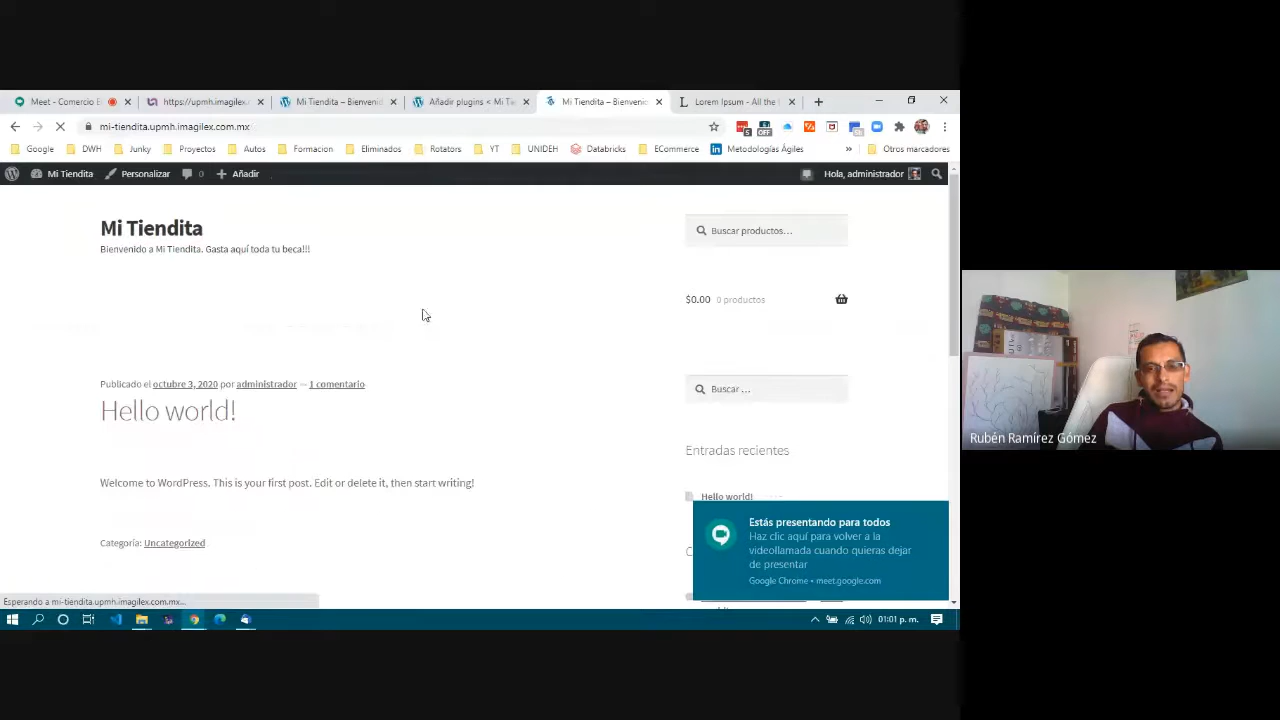 Meet - Comercio E
https://upmh.imagilex.
Mi Tiendita – Bienvenid
Añadir plugins < Mi Tie
Mi Tiendita – Bienvenid
Lorem Ipsum - All the
mi-tiendita.upmh.imagilex.com.mx
Google
DWH
Junky
Proyectos
Autos
Formacion
Eliminados
Rotators
YT
UNIDEH
Databricks
ECommerce
Metodologías Ágiles
»
Otros marcadores
Mi Tiendita
Personalizar
0
Añadir
Hola, administrador
Mi Tiendita
Bienvenido a Mi Tiendita. Gasta aquí toda tu beca!!!
Buscar productos…
$0.00 0 productos
Publicado el octubre 3, 2020 por administrador — 1 comentario
Hello world!
Buscar …
Entradas recientes
Welcome to WordPress. This is your first post. Edit or delete it, then start writing!
Hello world!
Categoría: Uncategorized
Estás presentando para todos
Haz clic aquí para volver a la
videollamada cuando quieras dejar
de presentar
Google Chrome • meet.google.com
Esperando a mi-tiendita.upmh.imagilex.com.mx...
01:01 p. m.
Rubén Ramírez Gómez